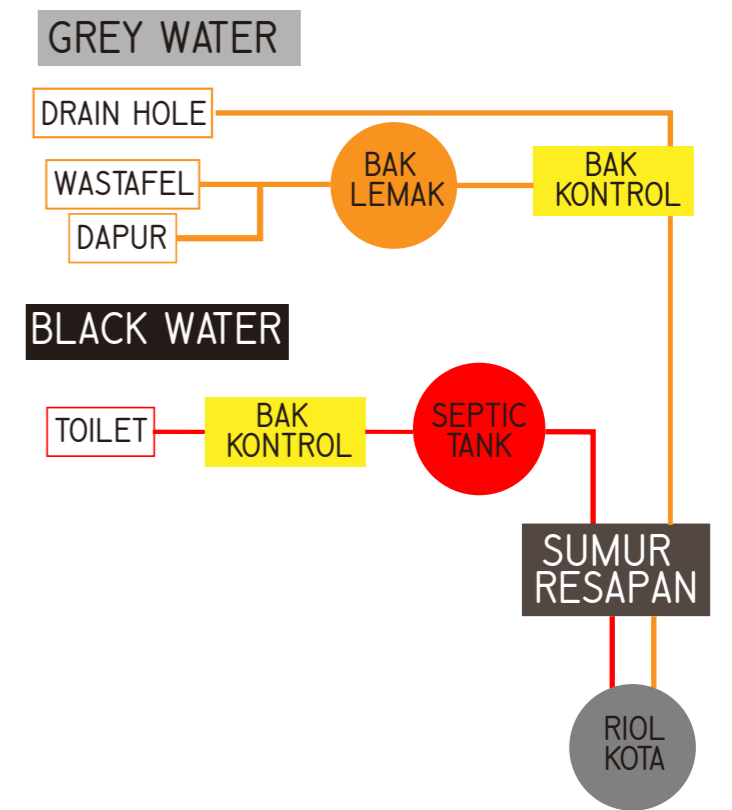 GREY WATER
DRAIN HOLE
WASTAFEL
DAPUR
BAK
LEMAK
BAK
KONTROL
BLACK WATER
TOILET
BAK
KONTROL
SEPTIC
TANK
SUMUR
RESAPAN
RIOL
KOTA